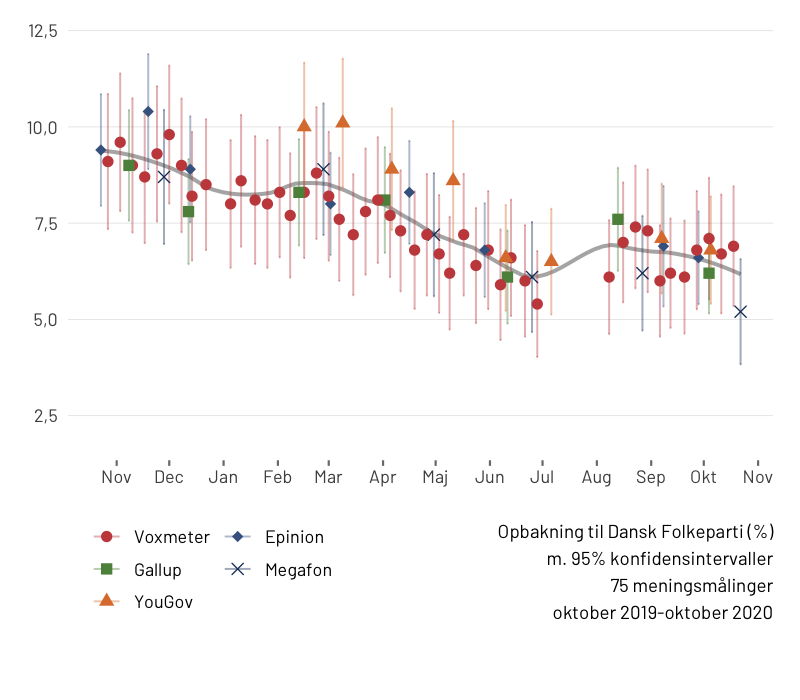 12,5
10,0
7,5
5,0
2,5
Nov Dec Jan Feb Mar Apr Maj Jun Jul Aug Sep Okt Nov
Voxmeter Epinion
Gallup Megafon
YouGov
Opbakning til Dansk Folkeparti (%)
m. 95% konfidensintervaller
75 meningsmålinger
oktober 2019-oktober 2020